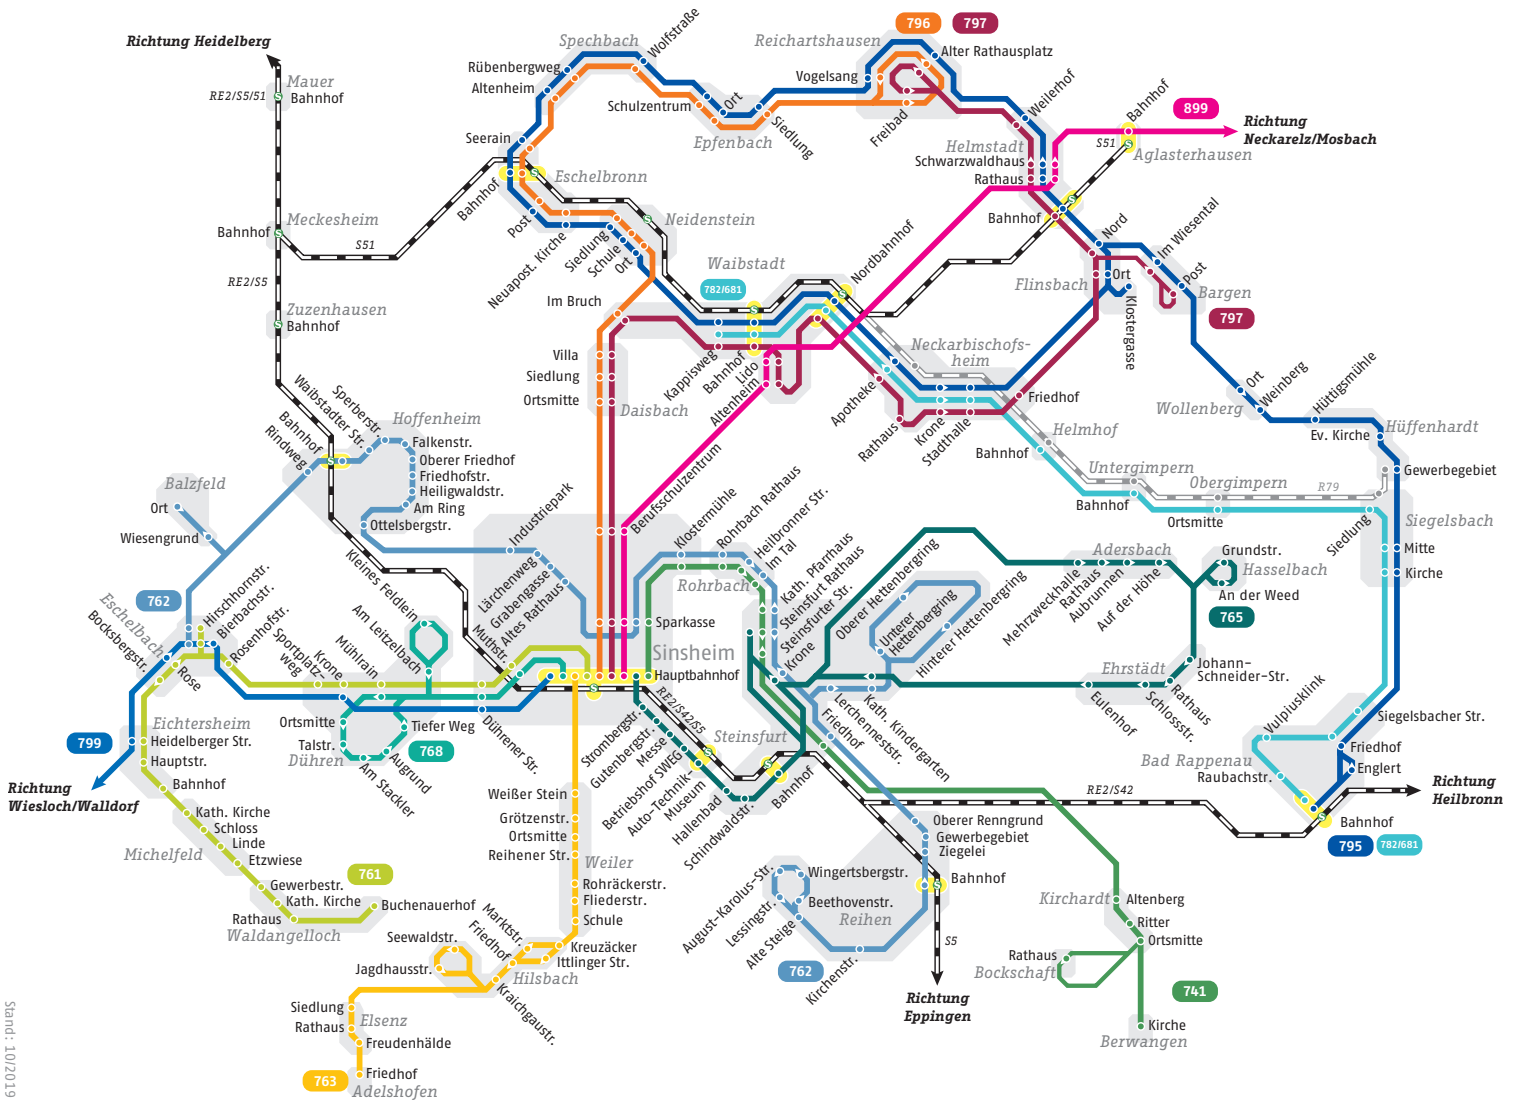 Richtung Heidelberg
Mauer
RE2/S5/51
Bahnhof
Meckesheim
Bahnhof
S51
RE2/S5
Zuzenhausen
Bahnhof
Spechbach
Wolfstraße
Rübenbergweg
Altenheim
Schulzentrum
Ort
Epfenbach
Siedlung
Seerain
Bahnhof
Eschelbronn
Post
Neuapost. Kirche
Siedlung
Schule
Ort
Neidenstein
Reichartshausen
796
797
Alter Rathausplatz
Vogelsang
Freibad
Weilerhof
Helmstadt
Schwarzwaldhaus
Rathaus
Bahnhof
Bahnhof
S51
Aglasterhausen
899
Richtung
Neckarelz/Mosbach
Waibstadt
782/681
Nordbahnhof
Im Bruch
Kappisweg
Bahnhof
Lido
Altenheim
Villa
Siedlung
Ortsmitte
Daisbach
Nord
Ort
Flinsbach
Klostergasse
Im Wiesental
Post
Bargen
797
Neckarbischofs-
heim
Apotheke
Rathaus
Krone
Stadthalle
Friedhof
Helmhof
Bahnhof
Untergimpern
Bahnhof
Obergimpern
Ortsmitte
R79
Wollenberg
Ort
Weinberg
Hüttigsmühle
Ev. Kirche
Hüffenhardt
Gewerbegebiet
Siegelsbach
Siedlung
Mitte
Kirche
Waibstadter Str.
Sperberstr.
Bahnhof
Rindweg
Hoffenheim
Falkenstr.
Oberer Friedhof
Friedhofstr.
Heiligwaldstr.
Am Ring
Ottelsbergstr.
Balzfeld
Ort
Wiesengrund
762
Eschelbach
Bocksbergstr.
Hirschhornstr.
Bleibachstr.
Rosenhofstr.
Rose
Sportplatz-
weg
Krone
Mühlrain
Kleines Feldlein
Am Leitzelbach
Muthstr.
Industriepark
Lärchenweg
Grabengasse
Altes Rathaus
Berufsschulzentrum
Klostermühle
Rohrbach Rathaus
Heilbronner Str.
Im Tal
Rohrbach
Sparkasse
Sinsheim
Hauptbahnhof
RE2/S42/S5
Kath. Pfarrhaus
Steinsfurt Rathaus
Steinsfurter Str.
Krone
Oberer Hettenbergring
Unterer
Hettenbergring
Hinterer Hettenbergring
Mehrzweckhalle
Rathaus
Aubrunnen
Auf der Höhe
Adersbach
Grundstr.
Hasselbach
An der Weed
765
Ehrstädt
Johann-
Schneider-Str.
Rathaus
Schlossstr.
Eulenhof
Lerchenneststr.
Kath. Kindergarten
Friedhof
Steinsfurt
Bahnhof
Strombergstr.
Gutenbergstr.
Messe
Betriebshof SWEG
Auto-Technik-
Museum
Hallenbad
Schindwaldstr.
Dührener Str.
Tiefer Weg
768
Augrund
Am Stackler
Ortsmitte
Talstr.
Dühren
Eichtersheim
Heidelberger Str.
Hauptstr.
799
Richtung
Wiesloch/Walldorf
Bahnhof
Kath. Kirche
Schloss
Linde
Etzwiese
Michelfeld
Gewerbestr.
Kath. Kirche
Rathaus
Waldangelloch
761
Buchenauerhof
Weißer Stein
Grötzenstr.
Ortsmitte
Reihener Str.
Weiler
Rohräckerstr.
Fliederstr.
Schule
Kreuzäcker
Ittlinger Str.
Marktstr.
Friedhof
Hilsbach
Kraichgaustr.
Seewaldstr.
Jagdhausstr.
Siedlung
Rathaus
Elsenz
Freudenhälde
Friedhof
Adelshofen
763
Oberer Renngrund
Gewerbegebiet
Ziegelei
Bahnhof
Wingertsbergstr.
Beethovenstr.
Reihen
August-Karolus-Str.
Lessingstr.
Alte Steige
Kirchenstr.
762
S5
Richtung
Eppingen
RE2/S42
Kirchardt
Altenberg
Ritter
Ortsmitte
Rathaus
Bockschaft
741
Kirche
Berwangen
Vulpiusklink
Siegelsbacher Str.
Friedhof
Englert
Bad Rappenau
Raubachstr.
Bahnhof
795
782/681
Richtung
Heilbronn
Stand: 10/2019